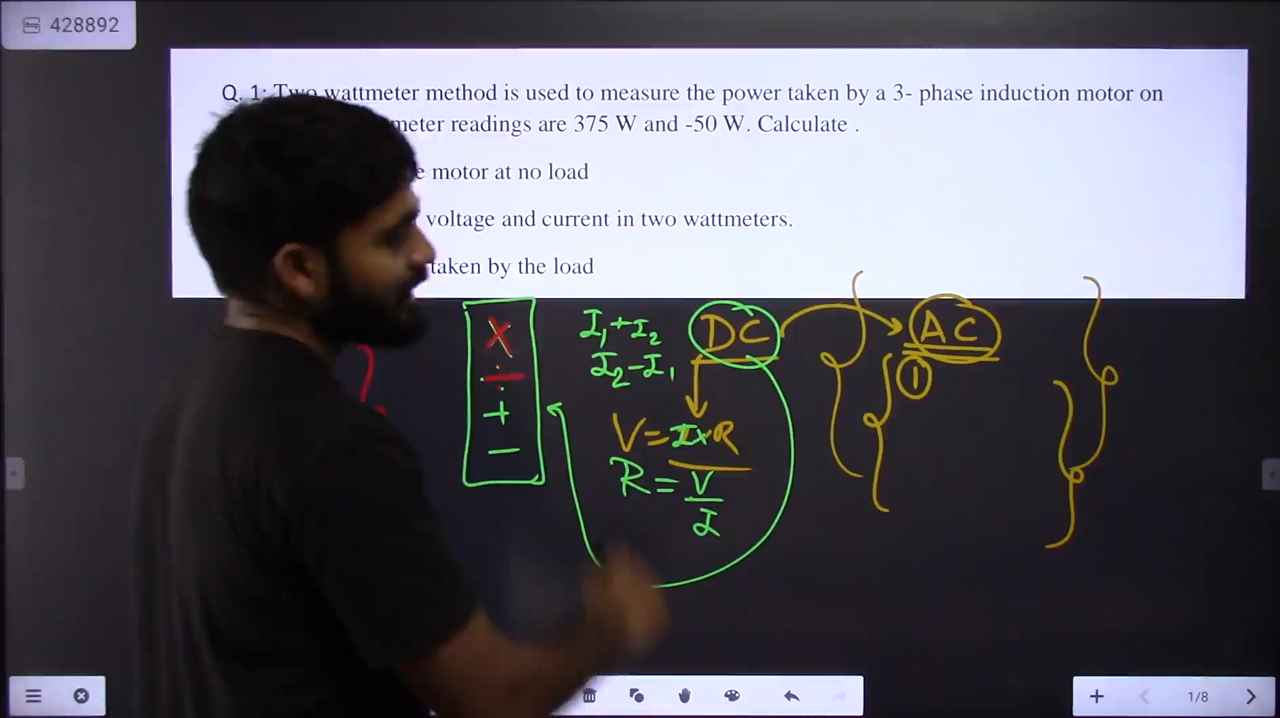 428892
Q. 1: Two wattmeter method is used to measure the power taken by a 3- phase induction motor on
meter readings are 375 W and -50 W. Calculate .
motor at no load
voltage and current in two wattmeters.
taken by the load
×
÷
+
−
I₁+I₂
I₂−I₁
DC
V=I×R
R=V/I
AC
①
1/8